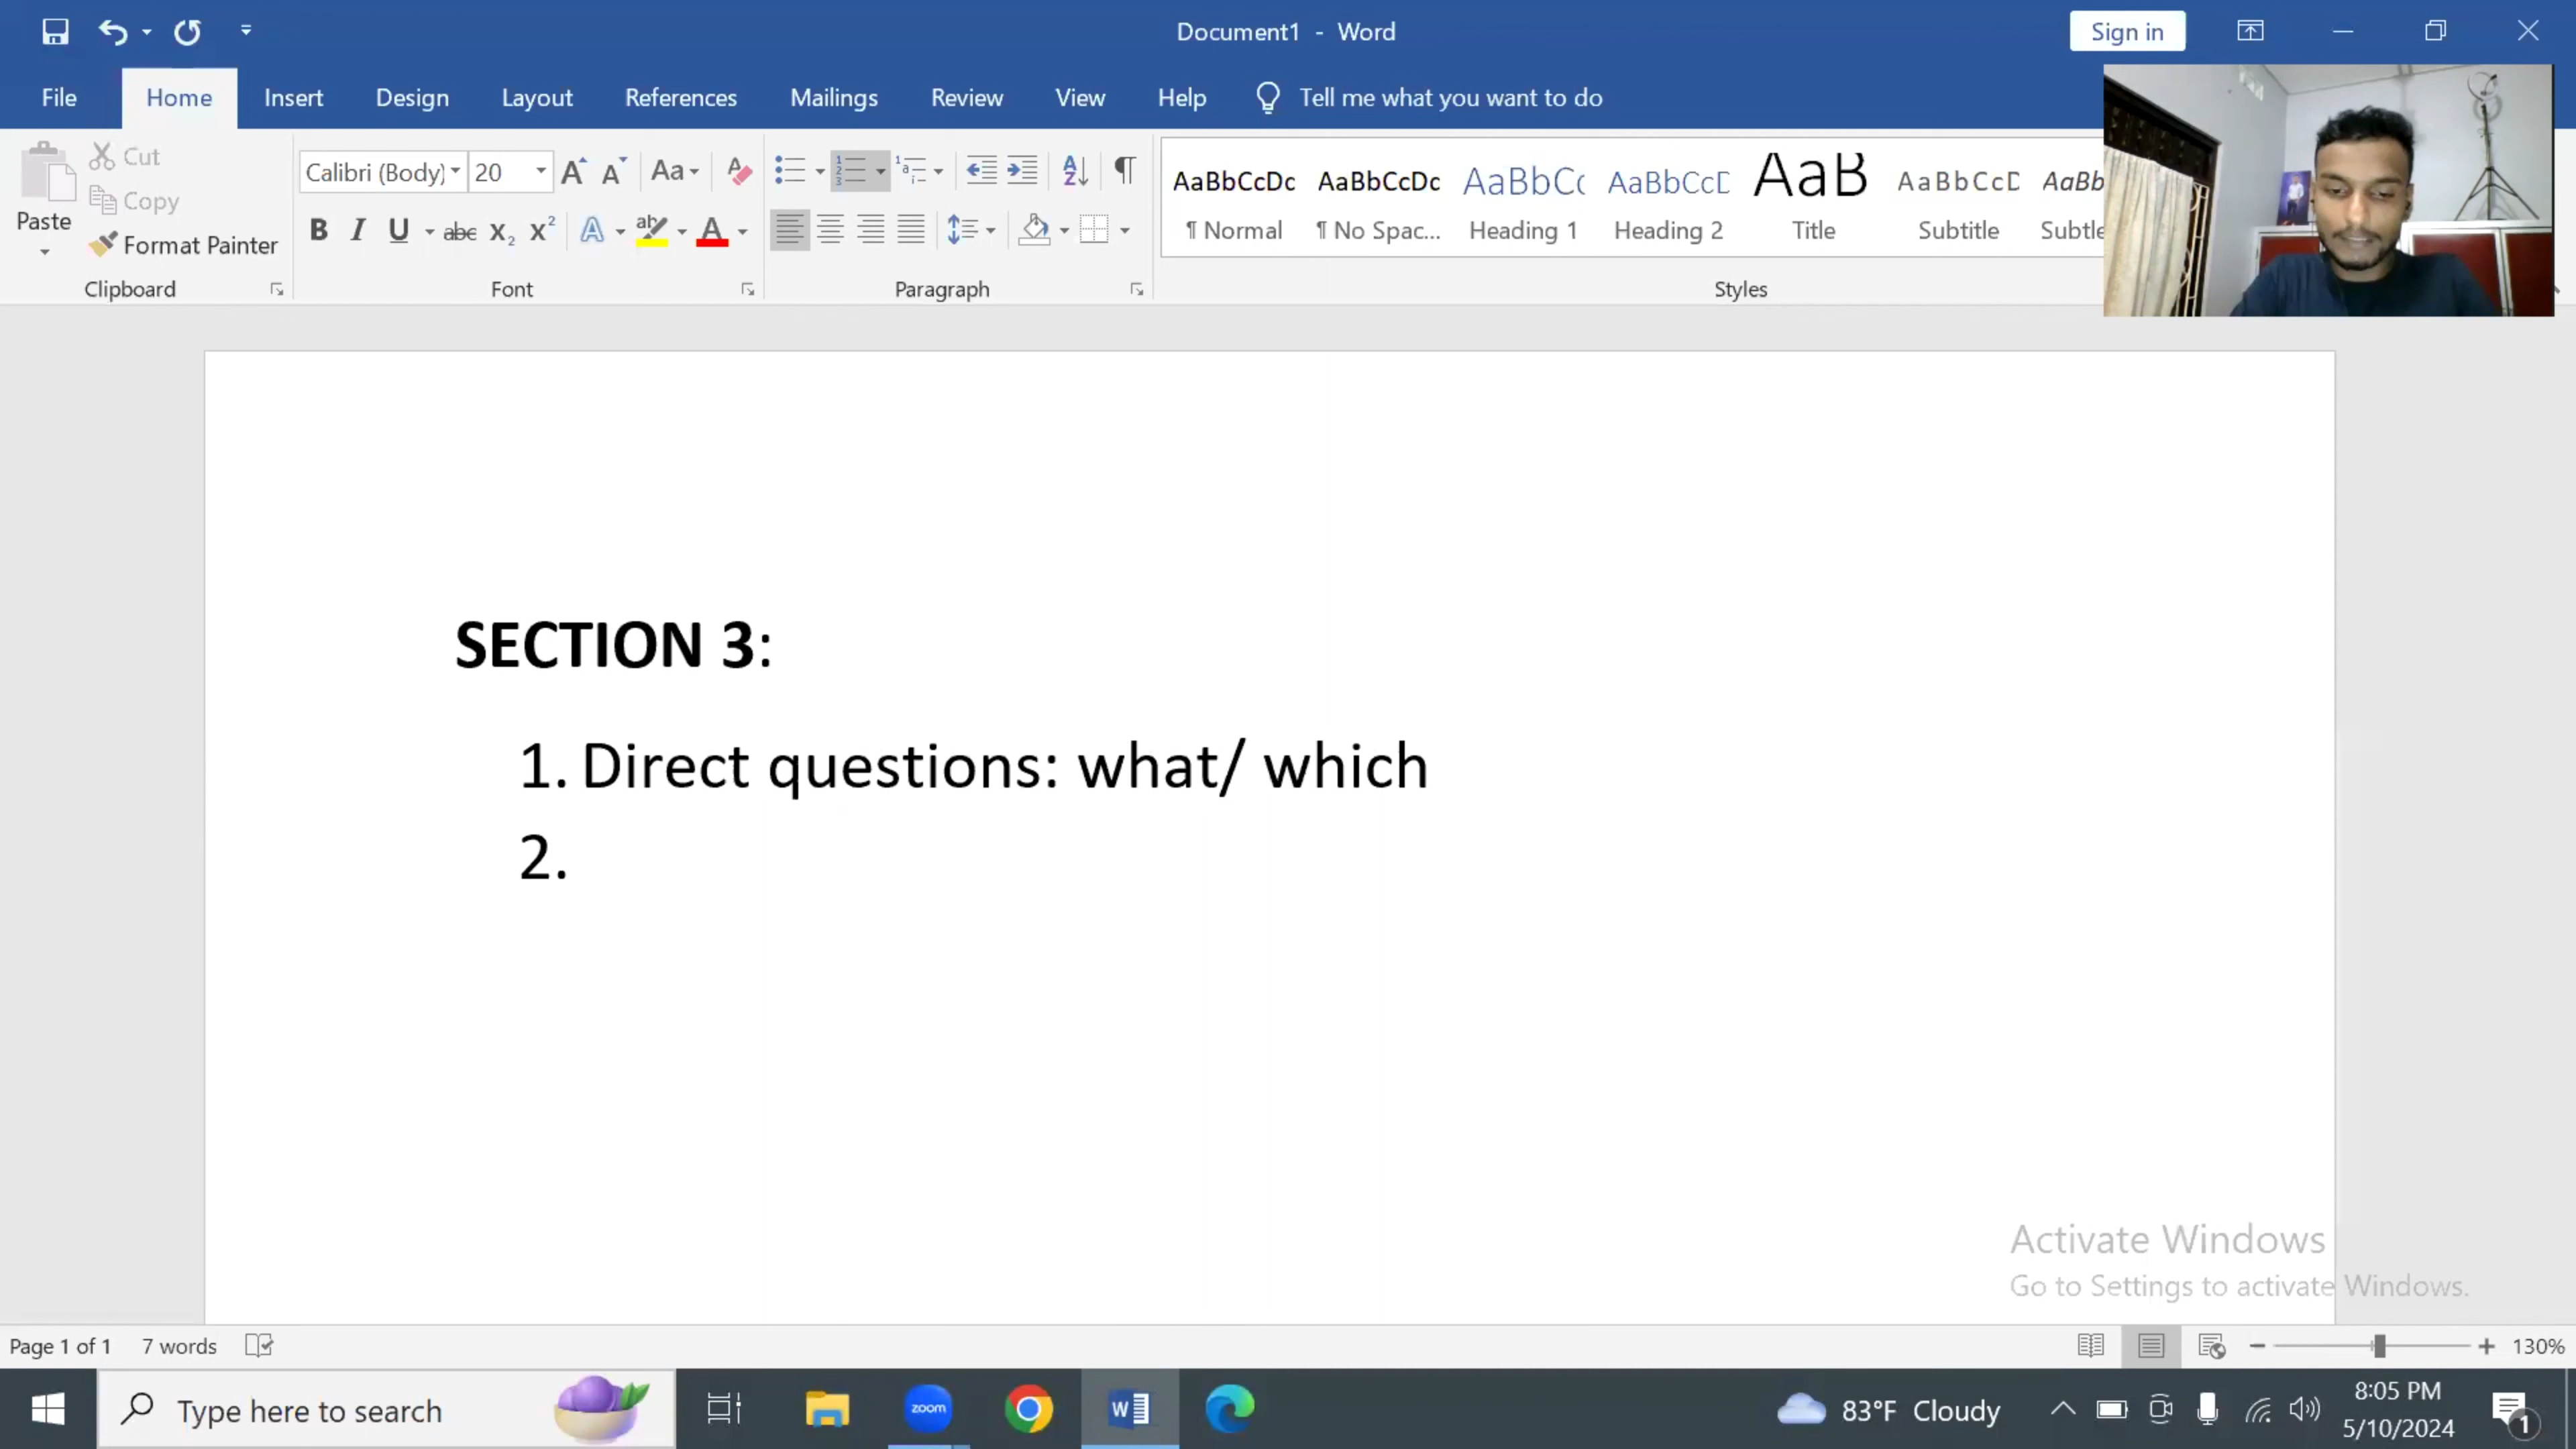 Document1 - Word
Sign in
File Home Insert Design Layout References Mailings Review View Help Tell me what you want to do
Paste
Cut
Copy
Format Painter
Clipboard
Calibri (Body) 20
Font
Paragraph
AaBbCcDc AaBbCcDc AaBbCc AaBbCcD AaB AaBbCcD AaBb
¶ Normal ¶ No Spac... Heading 1 Heading 2 Title Subtitle Subtle
Styles
SECTION 3:
1. Direct questions: what/ which
2.
Activate Windows
Go to Settings to activate Windows.
Page 1 of 1 7 words
130%
Type here to search
zoom
83°F Cloudy
8:05 PM
5/10/2024
1